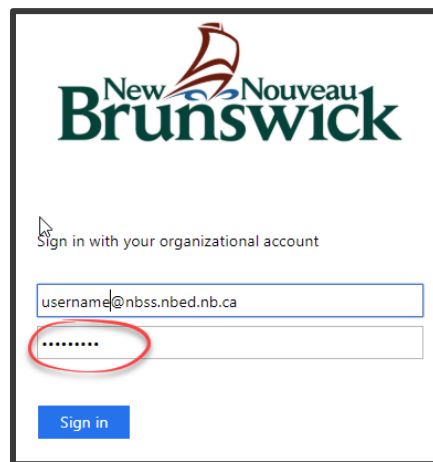 New Nouveau
Brunswick
Sign in with your organizational account
username@nbss.nbed.nb.ca
•••••••••
Sign in